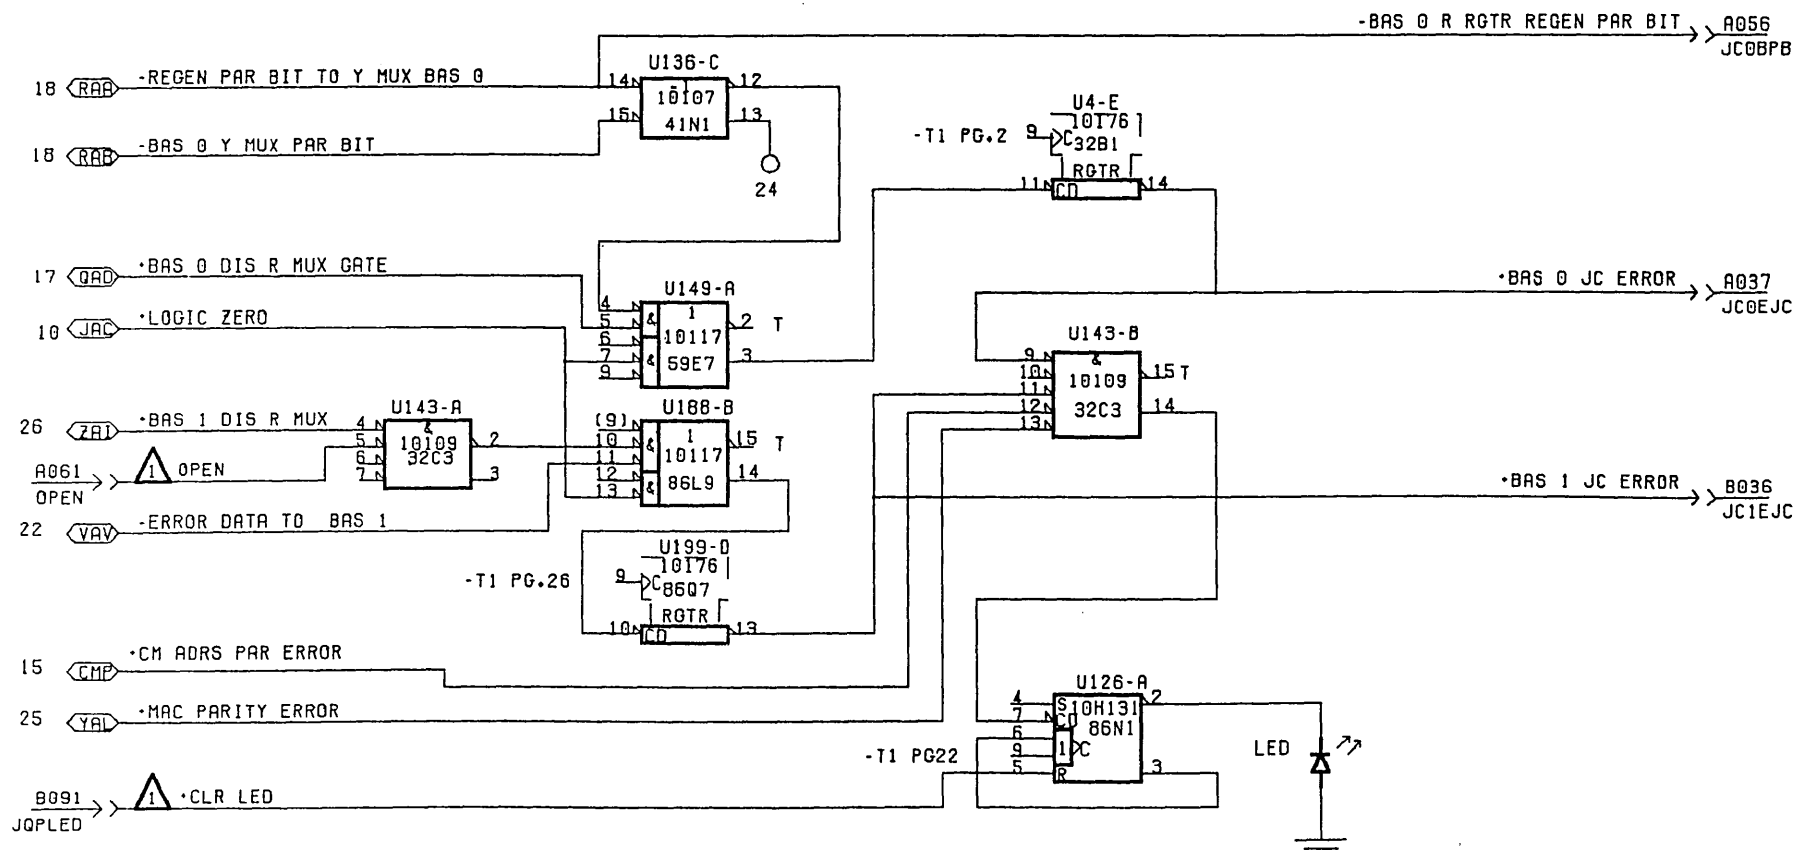 -BAS 0 R RGTR REGEN PAR BIT A056
JC0BPB
18 RAA -REGEN PAR BIT TO Y MUX BAS 0
U136-C
14 1 12
10107
15 41N1 13
18 RAB -BAS 0 Y MUX PAR BIT
24
U4-E
10176
-T1 PG.2 9 C 32B1
RGTR
11 CD 14
17 QAD +BAS 0 DIS R MUX GATE
10 JAC +LOGIC ZERO
U149-A
4 1
5 & 2 T
6 10117
7 & 3
9 59E7
+BAS 0 JC ERROR A037
JC0EJC
U143-B
9 &
10 10109 15 T
11
12 32C3 14
13
26 ZAI +BAS 1 DIS R MUX
A061 1 OPEN
OPEN
U143-A
4 &
5 10109 2
6 32C3
7 3
U188-B
(9) 1
10 & 15 T
11 10117
12 86L9 14
13 &
22 VAV -ERROR DATA TO BAS 1
+BAS 1 JC ERROR B036
JC1EJC
U199-D
10176
-T1 PG.26 9 C 86Q7
RGTR
10 CD 13
15 CMP +CM ADRS PAR ERROR
25 YAL +MAC PARITY ERROR
U126-A
4 S 10H131 2
7 CD 86N1
6
9 1 C
5 R 3
-T1 PG22
LED
B091 1 +CLR LED
JQPLED